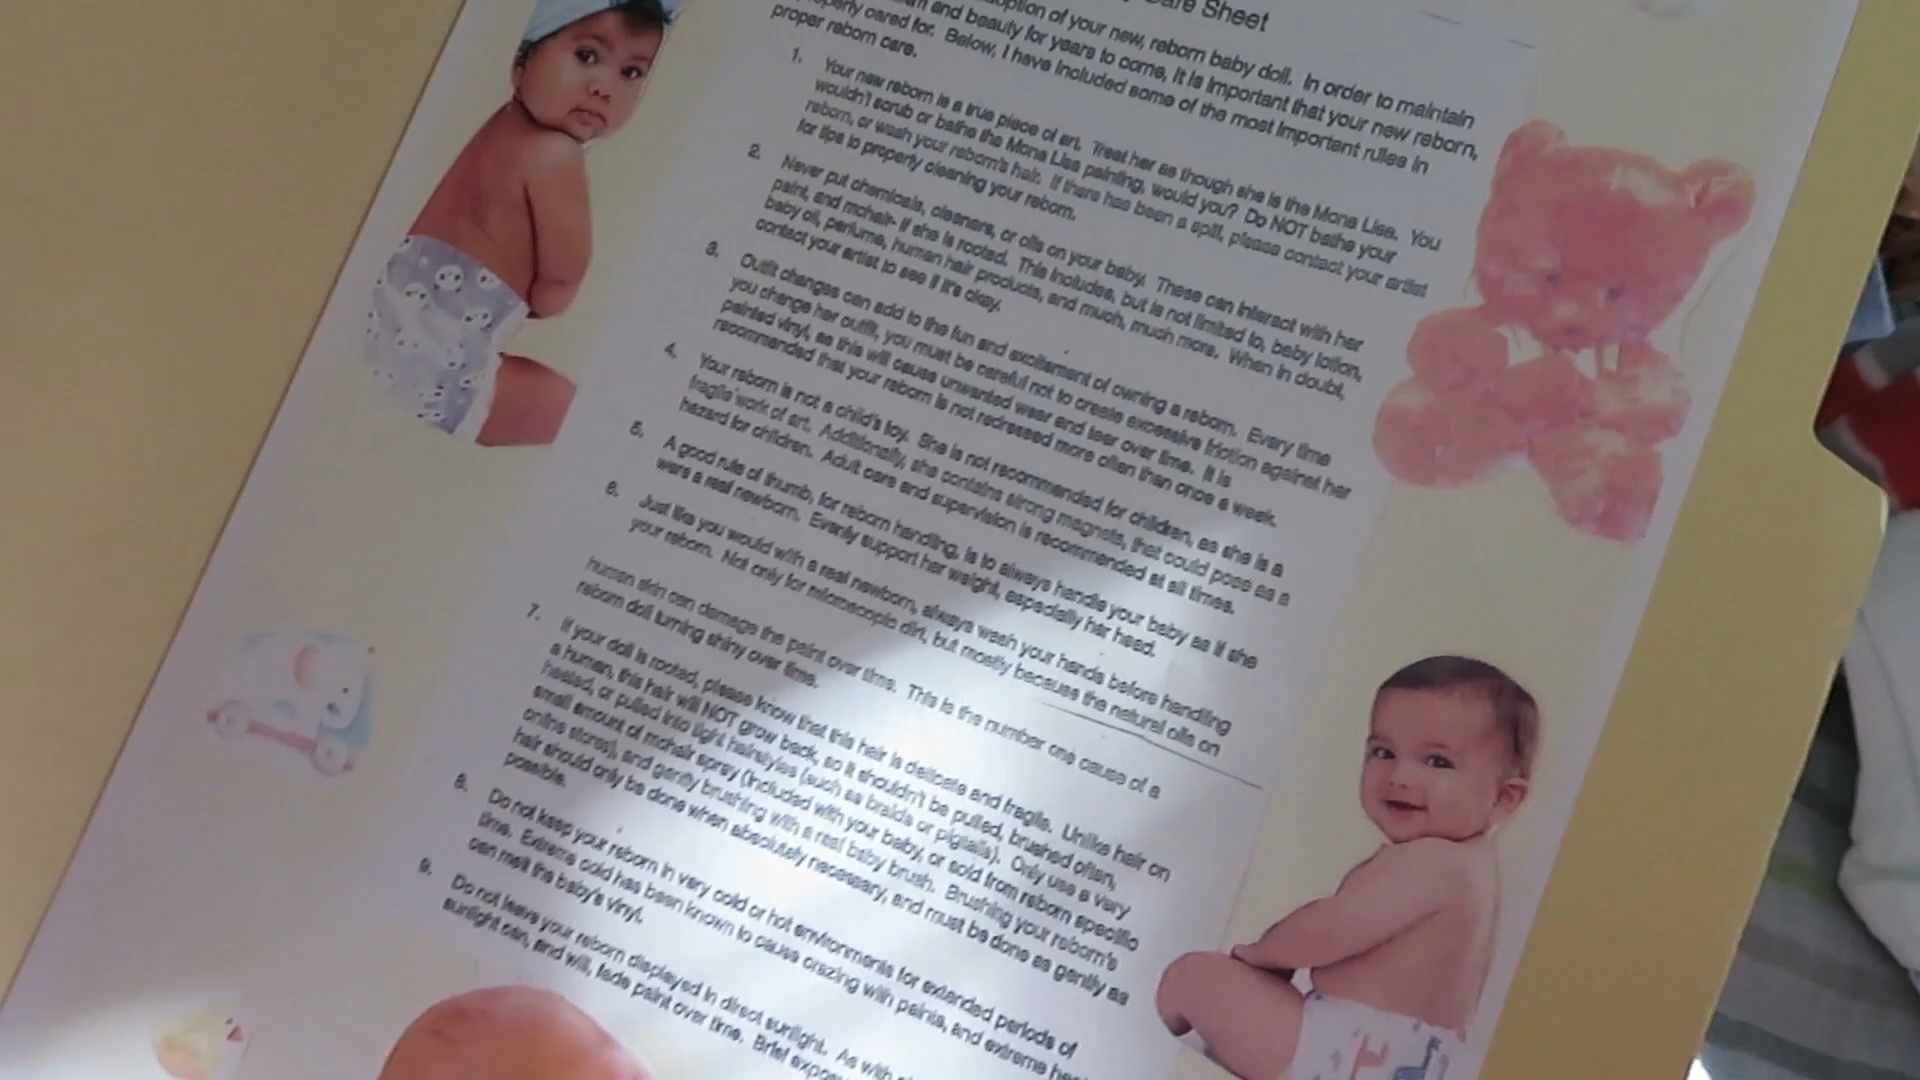 Care Sheet
adoption of your new, reborn baby doll. In order to maintain
and beauty for years to come, it is important that your new reborn,
properly cared for. Below, I have included some of the most important rules in
proper reborn care.
1. Your new reborn is a true piece of art. Treat her as though she is the Mona Lisa. You
wouldn't scrub or bathe the Mona Lisa painting, would you? Do NOT bathe your
reborn, or wash your reborn's hair. If there has been a spill, please contact your artist
for tips to properly cleaning your reborn.
2. Never put chemicals, cleaners, or oils on your baby. These can interact with her
paint, and mohair- if she is rooted. This includes, but is not limited to, baby lotion,
baby oil, perfume, human hair products, and much, much more. When in doubt,
contact your artist to see if it's okay.
3. Outfit changes can add to the fun and excitement of owning a reborn. Every time
you change her outfit, you must be careful not to create excessive friction against her
painted vinyl, as this will cause unwanted wear and tear over time. It is
recommended that your reborn is not redressed more often than once a week.
4. Your reborn is not a child's toy. She is not recommended for children, as she is a
fragile work of art. Additionally, she contains strong magnets, that could pose as a
hazard for children. Adult care and supervision is recommended at all times.
5. A good rule of thumb, for reborn handling, is to always handle your baby as if she
were a real newborn. Evenly support her weight, especially her head.
6. Just like you would with a real newborn, always wash your hands before handling
your reborn. Not only for microscopic dirt, but mostly because the natural oils on
human skin can damage the paint over time. This is the number one cause of a
reborn doll turning shiny over time.
7. If your doll is rooted, please know that this hair is delicate and fragile. Unlike hair on
a human, this hair will NOT grow back, so it shouldn't be pulled, brushed often,
heated, or pulled into tight hairstyles (such as braids or pigtails). Only use a very
small amount of mohair spray (included with your baby, or sold from reborn specific
online stores), and gently brushing with a real baby brush. Brushing your reborn's
hair should only be done when absolutely necessary, and must be done as gently as
possible.
8. Do not keep your reborn in very cold or hot environments for extended periods of
time. Extreme cold has been known to cause crazing with paints, and extreme
can melt the baby's vinyl.
9. Do not leave your reborn displayed in direct sunlight. As with
sunlight can, and will, fade paint over time. Brief